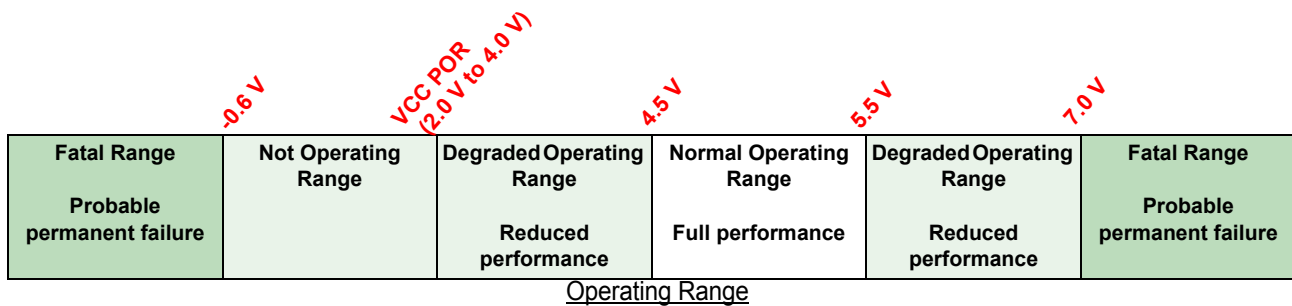 -0.6 V
VCC POR
(2.0 V to 4.0 V)
4.5 V
5.5 V
7.0 V
Fatal Range
Probable
permanent failure
Not Operating
Range
Degraded Operating
Range
Reduced
performance
Normal Operating
Range
Full performance
Degraded Operating
Range
Reduced
performance
Fatal Range
Probable
permanent failure
Operating Range